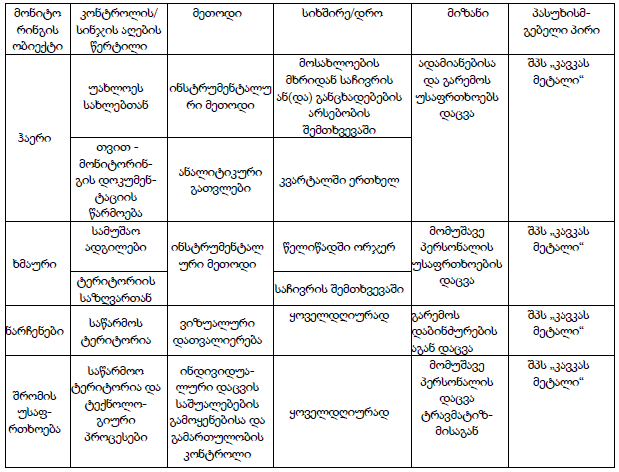 მონიტო
რინგის
ობიექტი
კონტროლის/
სინჯის აღების
წერტილი
მეთოდი
სიხშირე/დრო
მიზანი
პასუხისმ-
გებელი პირი
ჰაერი
უახლოეს
სახლებთან
ინსტრუმენტალუ
რი მეთოდი
მოსახლოების
მხრიდან საჩივრის
ან(და) განცხადებების
არსებობის
შემთხვევაში
ადამიანებისა
და გარემოს
უსაფრთხოებს
დაცვა
შპს „კავკას
მეტალი“
თვით -
მონიტორინ-
გის დოკუმენ-
ტაციის
წარმოება
ანალიტიკური
გათვლები
კვარტალში ერთხელ
ხმაური
სამუშაო
ადგილები
ინსტრუმენტალ
ური მეთოდი
წელიწადში ორჯერ
მომუშავე
პერსონალის
უსაფრთხოების
დაცვა
შპს „კავკას
მეტალი“
ტერიტორიის
საზღვართან
საჩივრის შემთხვევაში
ნარჩენები
საწარმოს
ტერიტორია
ვიზუალური
დათვალიერება
ყოველდღიურად
გარემოს
დაბინძურების
აგან დაცვა
შპს „კავკას
მეტალი“
შრომის
უსაფ-
რთხოება
საწარმოო
ტერიტორია და
ტექნოლო-
გიური
პროცესები
ინდივიდუა-
ლური დაცვის
საშუალებების
გამოყენებისა და
გამართულობის
კონტროლი
ყოველდღიურად
მომუშავე
პერსონალის
დაცვა
ტრავმატიზ-
მისაგან
შპს „კავკას
მეტალი“